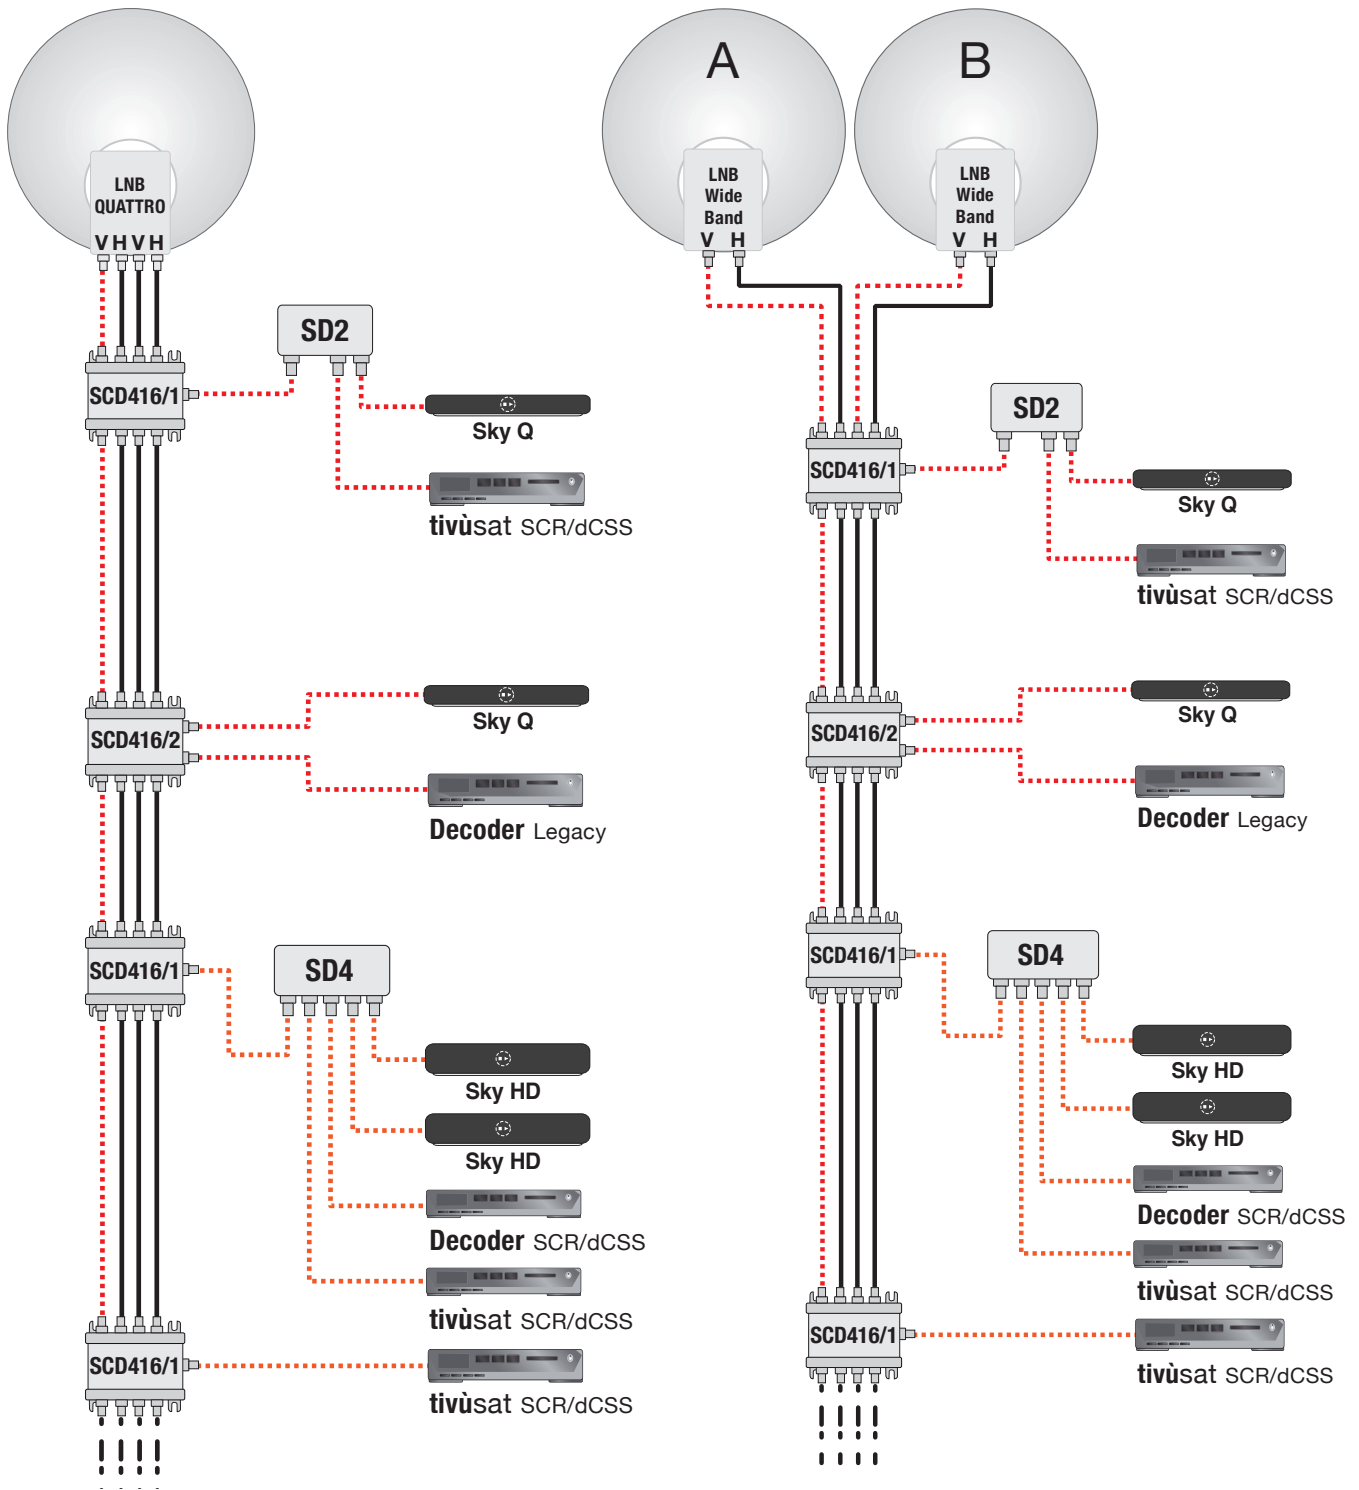 LNB
QUATTRO
V H V H
SCD416/1
SD2
Sky Q
tivùsat SCR/dCSS
SCD416/2
Sky Q
Decoder Legacy
SCD416/1
SD4
Sky HD
Sky HD
Decoder SCR/dCSS
tivùsat SCR/dCSS
SCD416/1
tivùsat SCR/dCSS
A
LNB
Wide
Band
V H
B
LNB
Wide
Band
V H
SCD416/1
SD2
Sky Q
tivùsat SCR/dCSS
SCD416/2
Sky Q
Decoder Legacy
SCD416/1
SD4
Sky HD
Sky HD
Decoder SCR/dCSS
tivùsat SCR/dCSS
SCD416/1
tivùsat SCR/dCSS